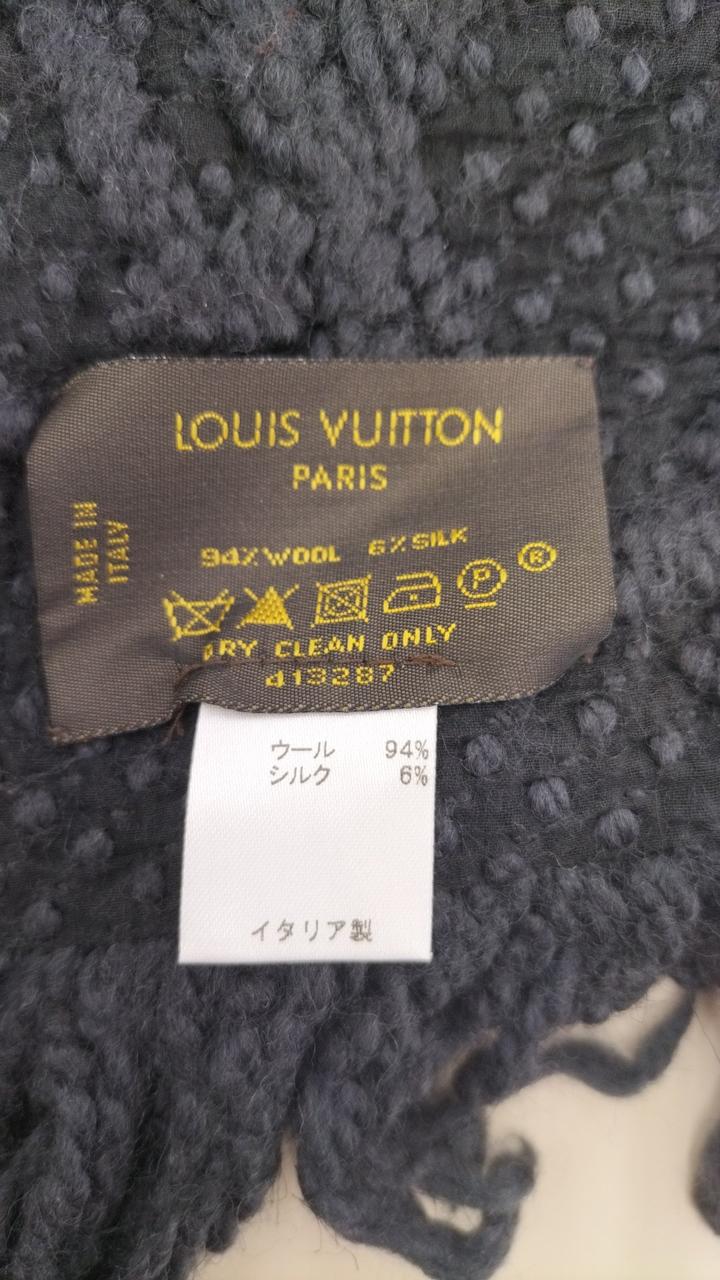 LOUIS VUITTON
PARIS
MADE IN
ITALY
94% WOOL 6% SILK
P
®
DRY CLEAN ONLY
413287
ウール 94%
シルク 6%
イタリア製